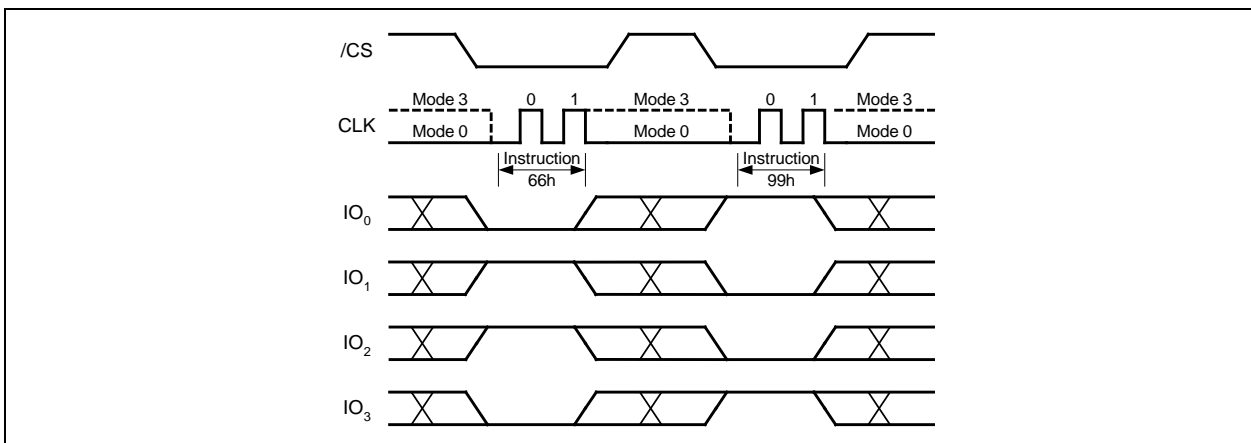 /CS
Mode 3 0 1 Mode 3 0 1 Mode 3
CLK
Mode 0 Mode 0 Mode 0
Instruction Instruction
66h 99h
IO0
IO1
IO2
IO3